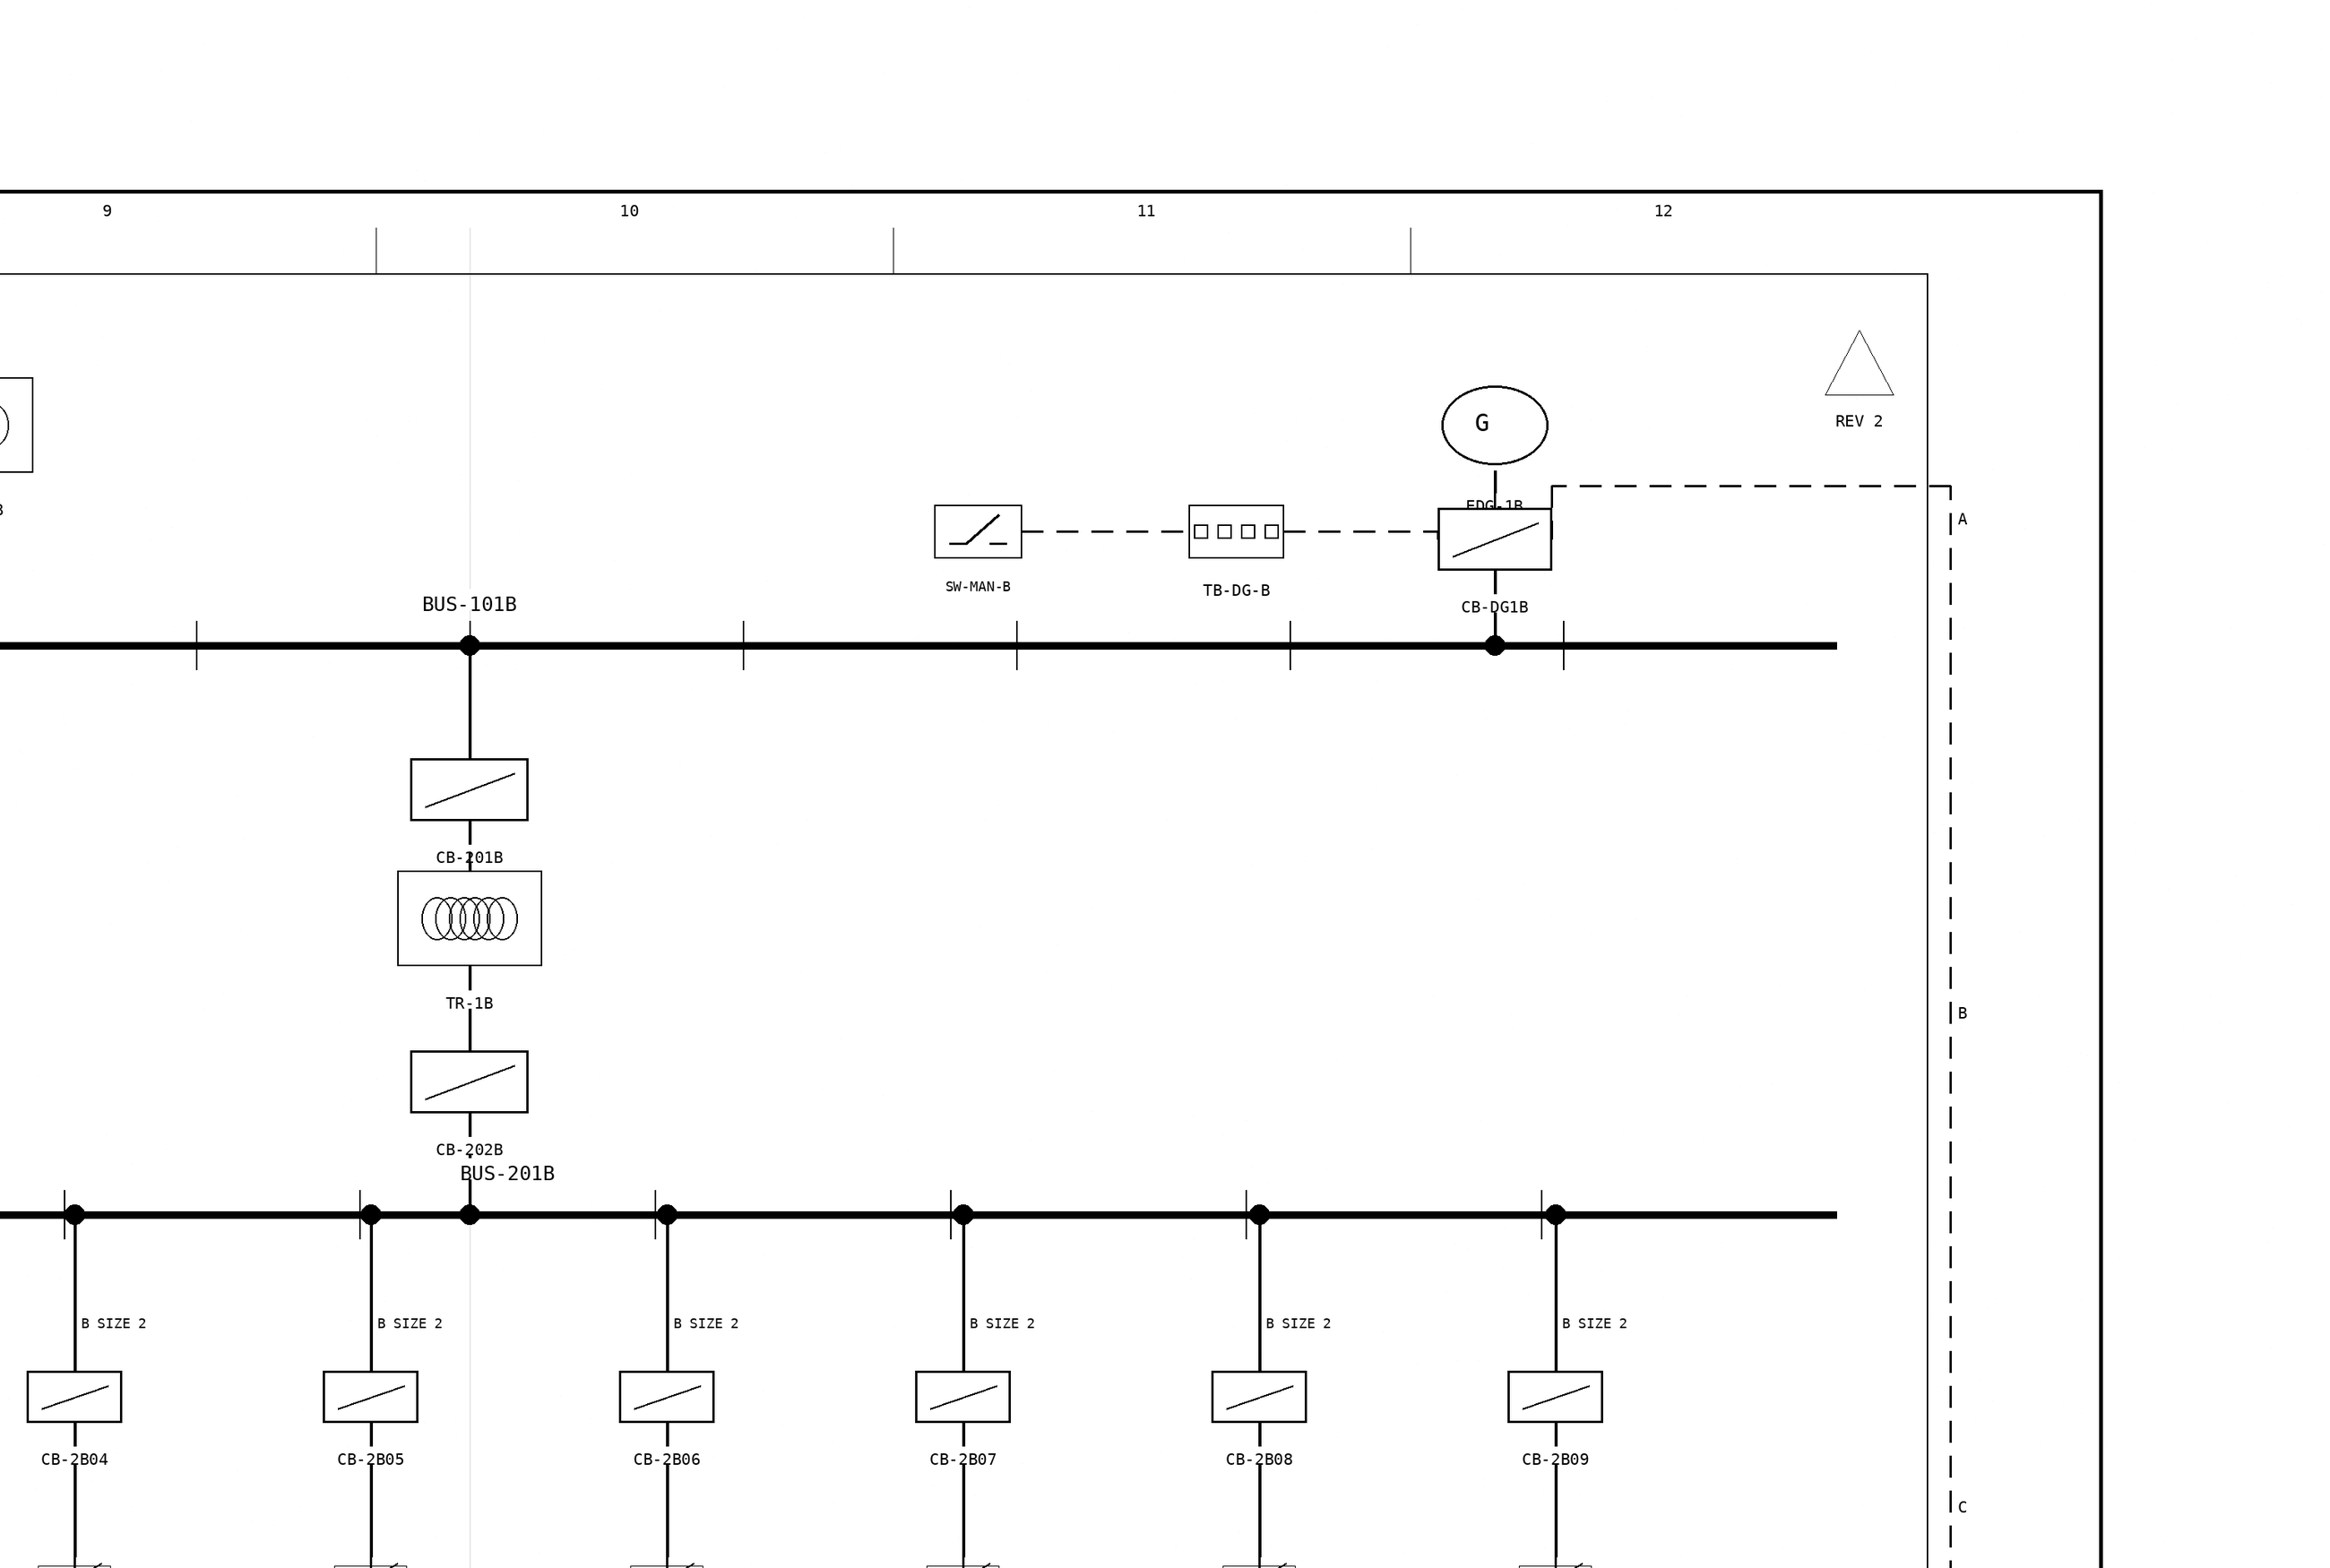 9 10 11 12
G
REV 2
EDG-1B
B
A
SW-MAN-B
TB-DG-B
BUS-101B
CB-DG1B
CB-201B
TR-1B
B
CB-202B
BUS-201B
B SIZE 2 B SIZE 2 B SIZE 2 B SIZE 2 B SIZE 2 B SIZE 2
CB-2B04 CB-2B05 CB-2B06 CB-2B07 CB-2B08 CB-2B09
C